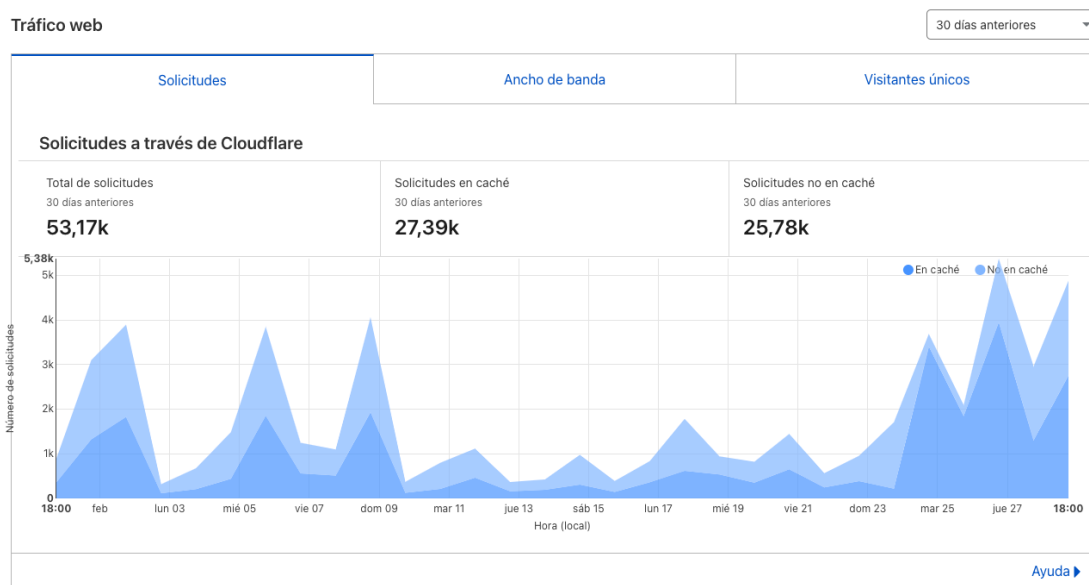 Tráfico web
30 días anteriores
Solicitudes
Ancho de banda
Visitantes únicos
Solicitudes a través de Cloudflare
Total de solicitudes
30 días anteriores
53,17k
Solicitudes en caché
30 días anteriores
27,39k
Solicitudes no en caché
30 días anteriores
25,78k
En caché
No en caché
Número de solicitudes
5,38k
5k
4k
3k
2k
1k
0
18:00
feb
lun 03
mié 05
vie 07
dom 09
mar 11
jue 13
sáb 15
lun 17
mié 19
vie 21
dom 23
mar 25
jue 27
18:00
Hora (local)
Ayuda